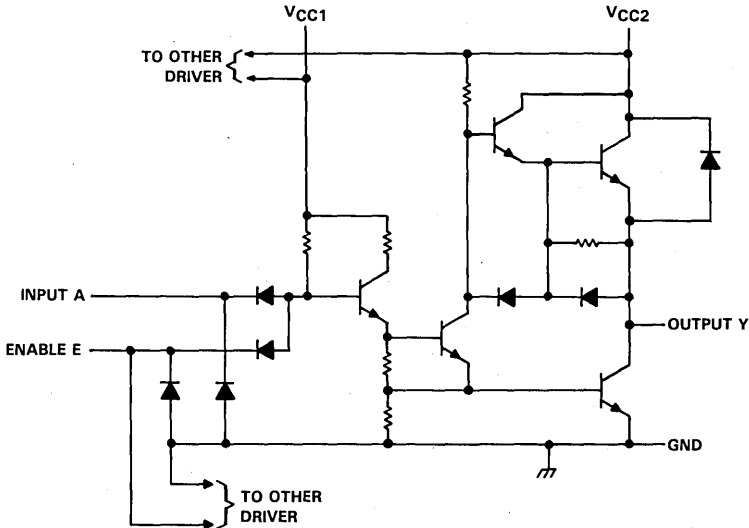 VCC1
VCC2
TO OTHER
DRIVER
INPUT A
ENABLE E
OUTPUT Y
GND
TO OTHER
DRIVER